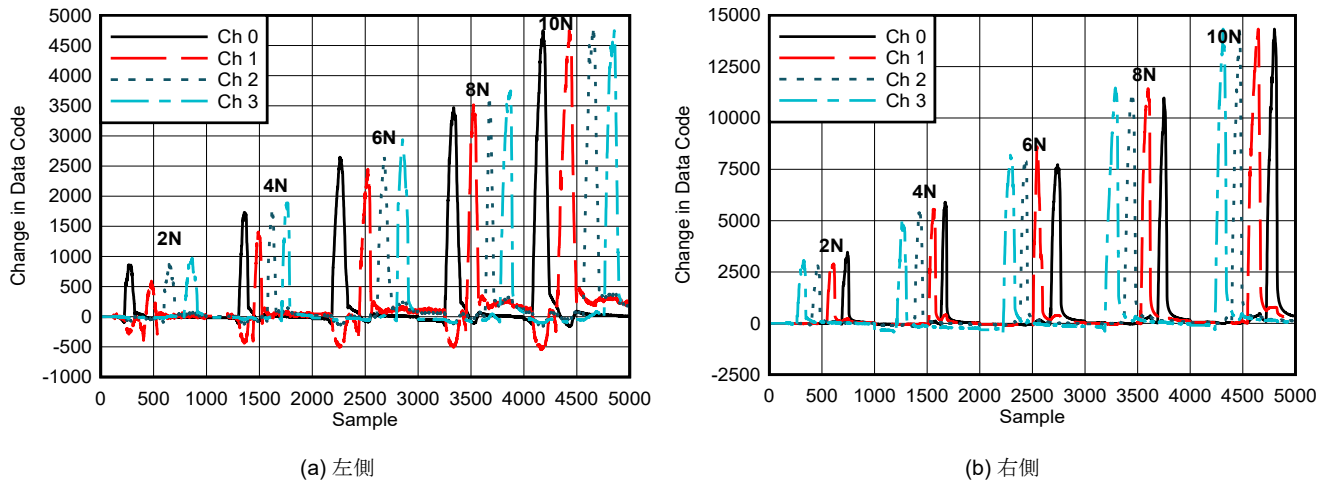 5000
4500
4000
3500
3000
2500
2000
1500
1000
500
0
-500
-1000
Change in Data Code
Ch 0
Ch 1
Ch 2
Ch 3
2N
4N
6N
8N
10N
0 500 1000 1500 2000 2500 3000 3500 4000 4500 5000
Sample
(a) 左側
15000
12500
10000
7500
5000
2500
0
-2500
Change in Data Code
Ch 0
Ch 1
Ch 2
Ch 3
2N
4N
6N
8N
10N
0 500 1000 1500 2000 2500 3000 3500 4000 4500 5000
Sample
(b) 右側